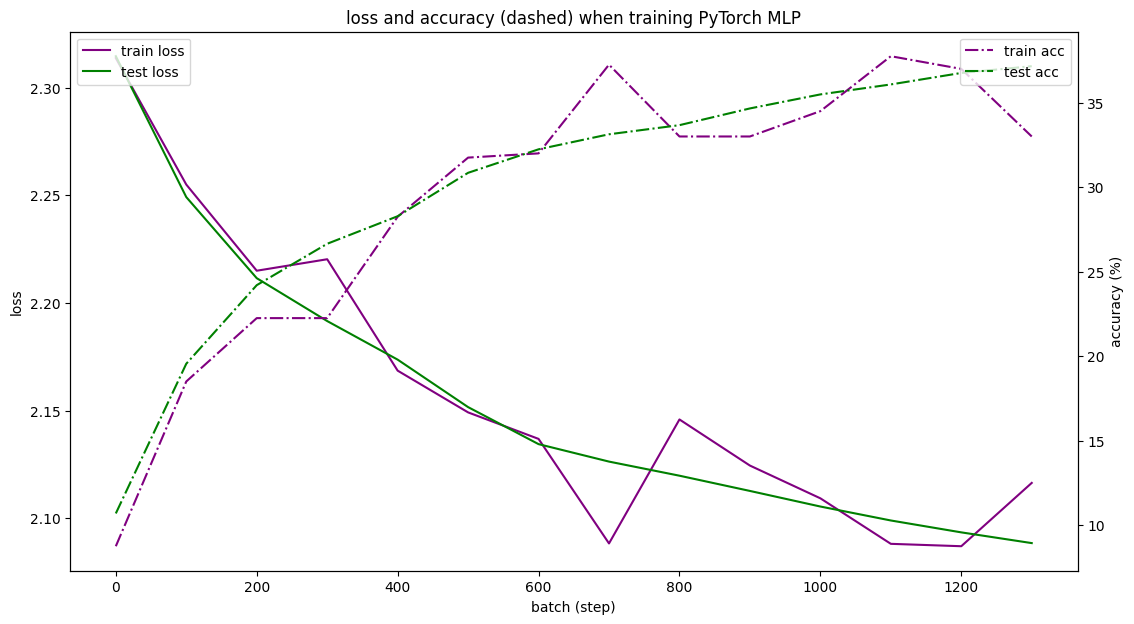 loss and accuracy (dashed) when training PyTorch MLP
train loss
test loss
train acc
test acc
2.30
2.25
2.20
2.15
2.10
loss
35
30
25
20
15
10
accuracy (%)
0
200
400
600
800
1000
1200
batch (step)